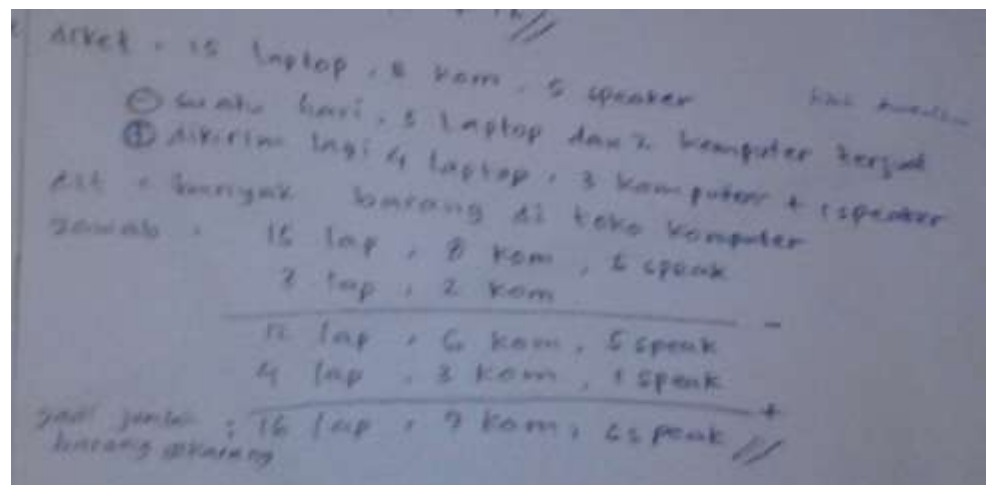 diket : 15 laptop, 8 kom, 5 speaker
⊖ suatu hari, 3 laptop dan 2 komputer terjual
⊕ dikirim lagi 4 laptop, 3 komputer + 1 speaker
dit : banyak barang di toko komputer
Jawab : 15 lap, 8 kom, 5 speak
3 lap, 2 kom
-
12 lap, 6 kom, 5 speak
4 lap, 3 kom, 1 speak
+
Jadi jumlah : 16 lap, 9 kom, 6 speak //
barang sekarang